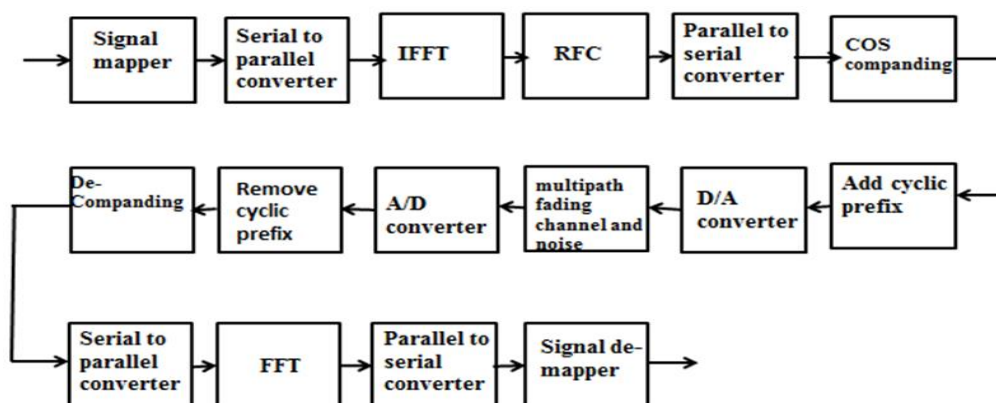 Signal
mapper
Serial to
parallel
converter
IFFT
RFC
Parallel to
serial
converter
COS
companding
De-
Companding
Remove
cyclic
prefix
A/D
converter
multipath
fading
channel and
noise
D/A
converter
Add cyclic
prefix
Serial to
parallel
converter
FFT
Parallel to
serial
converter
Signal de-
mapper